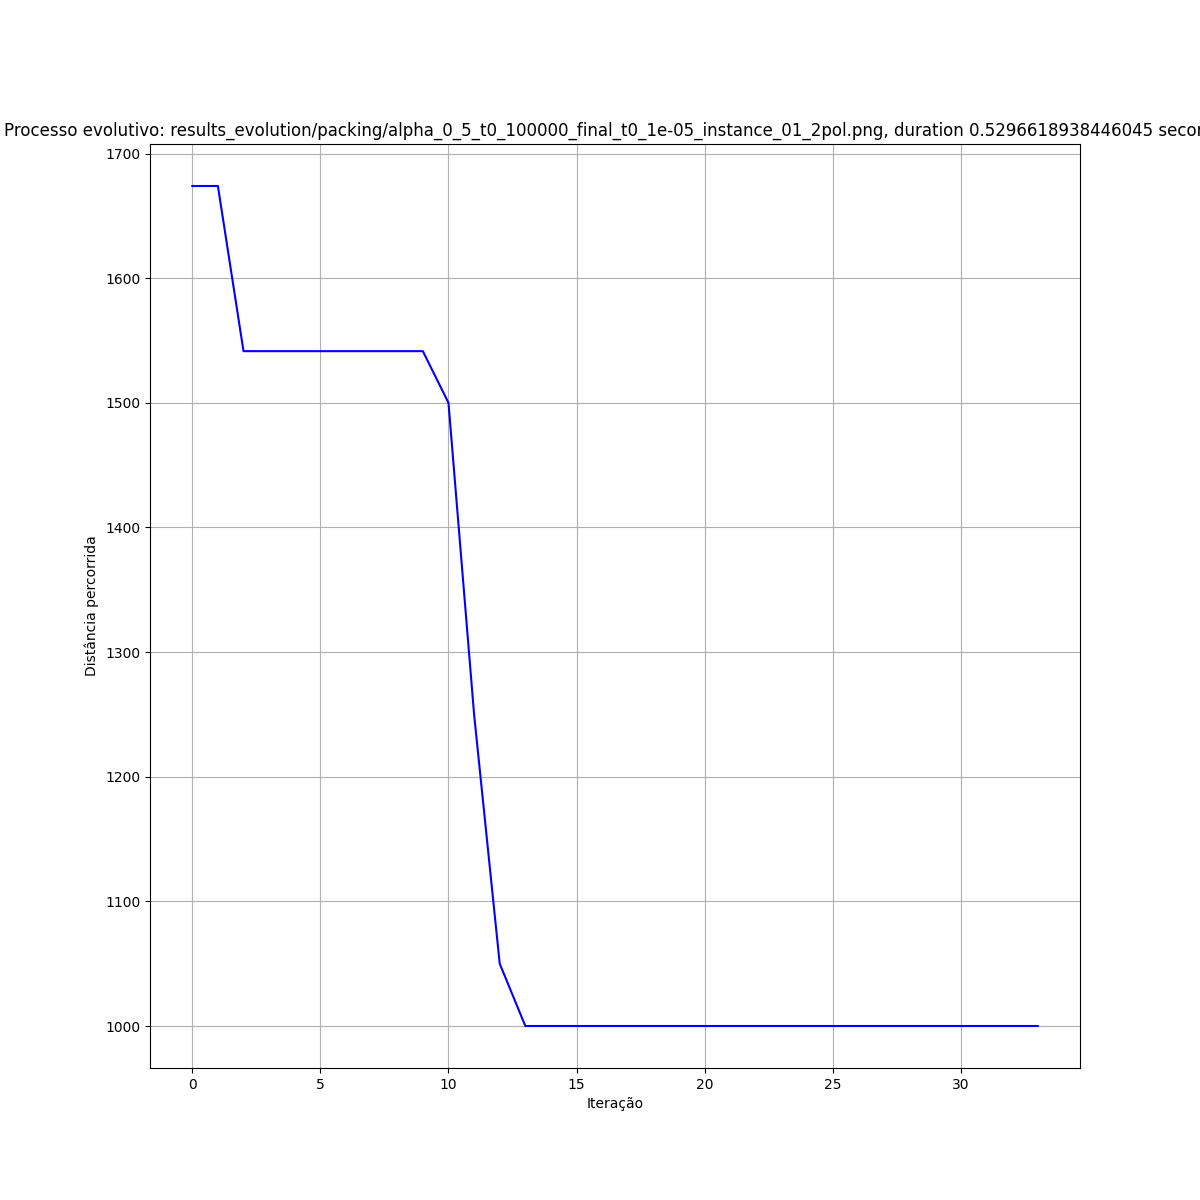 Processo evolutivo: results_evolution/packing/alpha_0_5_t0_100000_final_t0_1e-05_instance_01_2pol.png, duration 0.5296618938446045
1700
1600
1500
1400
1300
1200
1100
1000
Distância percorrida
0 5 10 15 20 25 30
Iteração